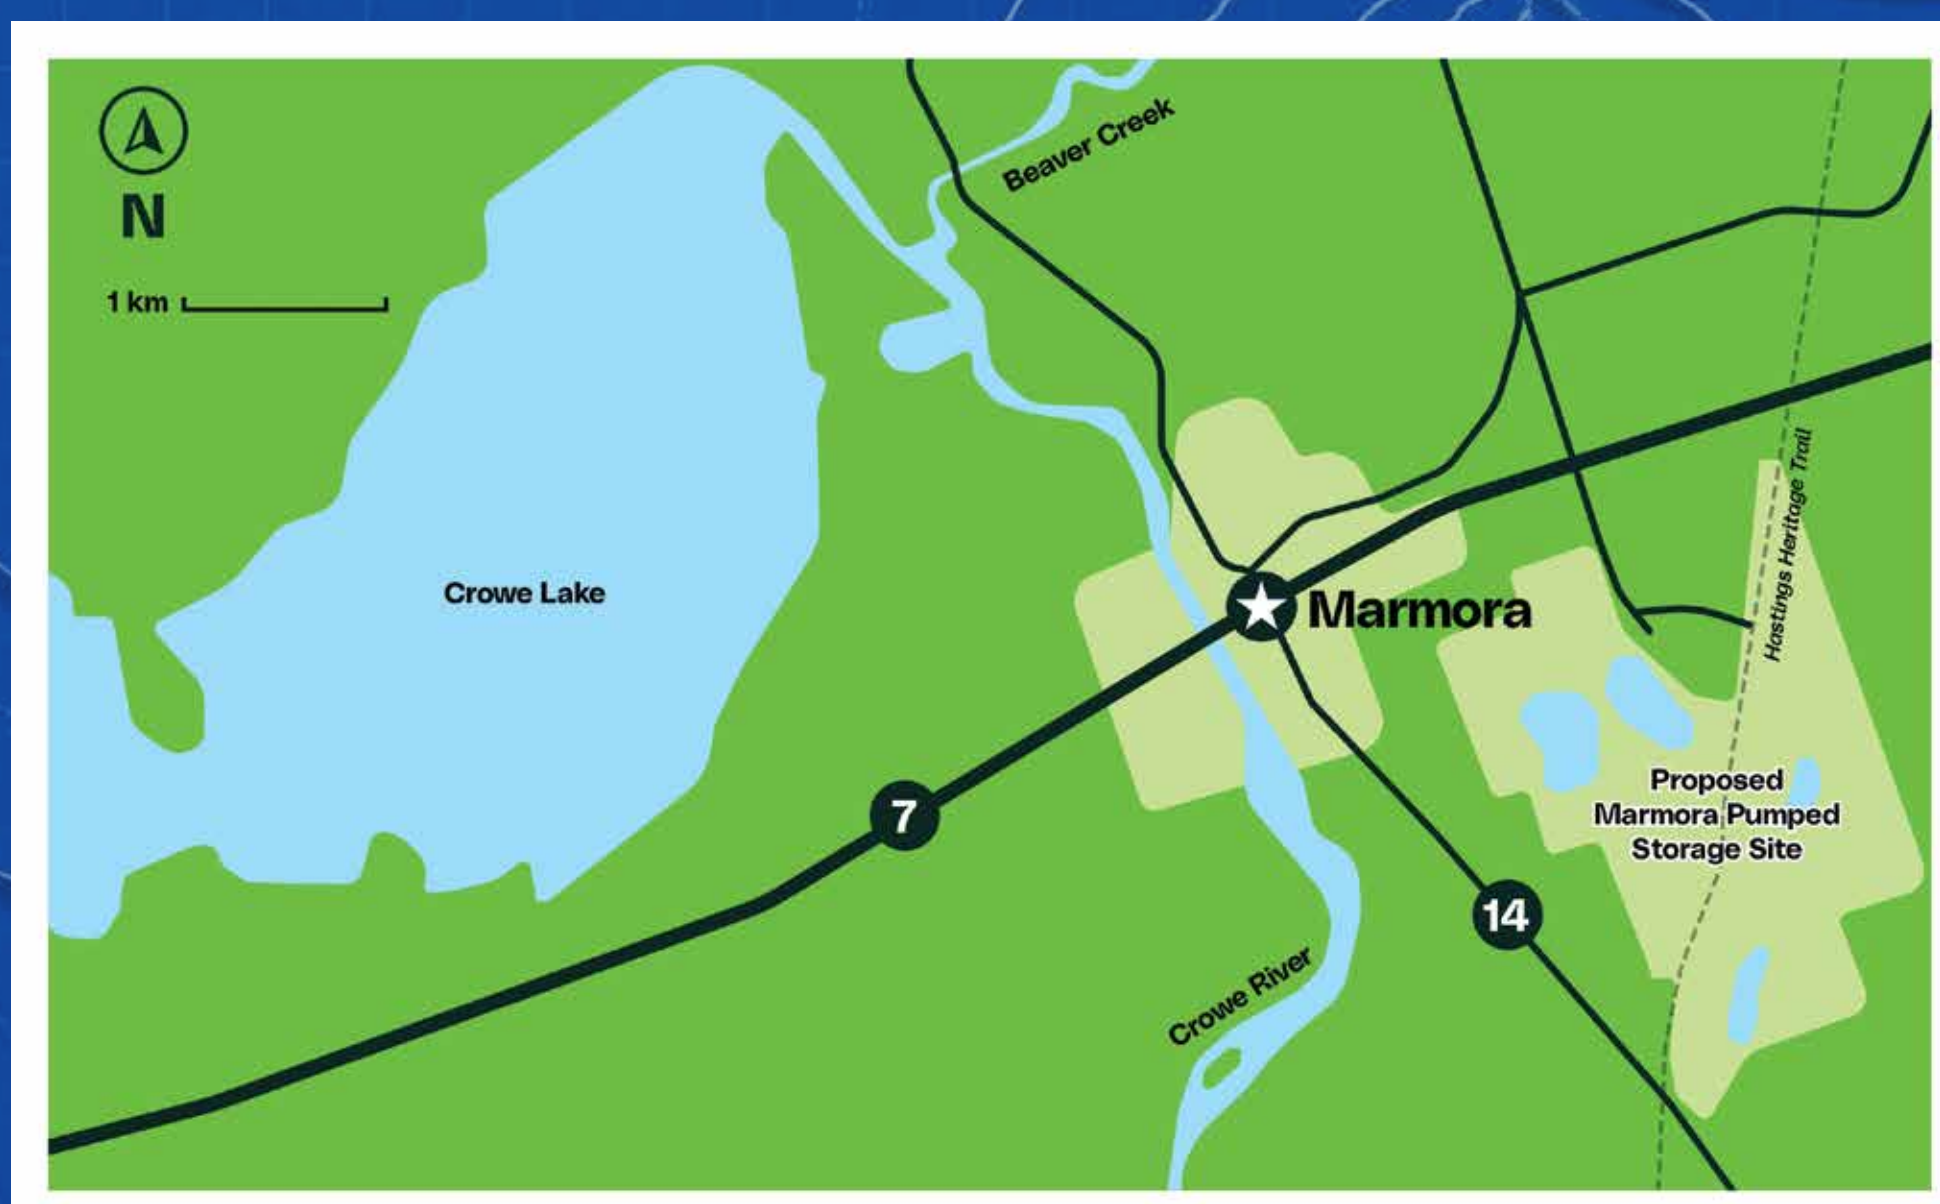 N
1 km
Beaver Creek
Crowe Lake
Hastings Heritage Trail
Marmora
7
Proposed
Marmora Pumped
Storage Site
14
Crowe River